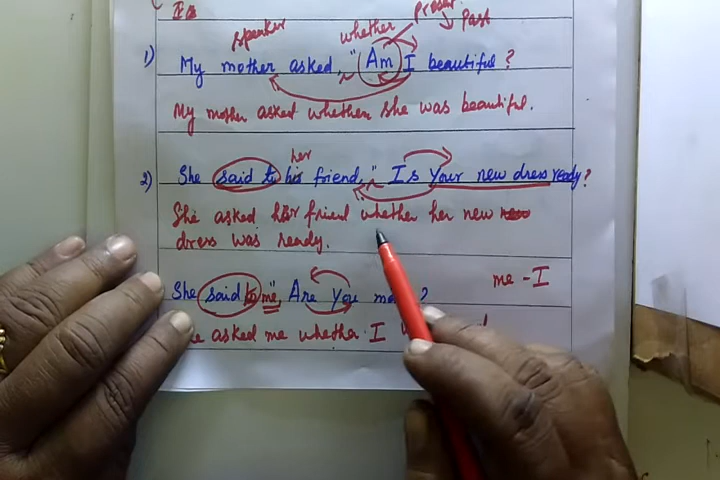 speaker whether Present
Past
1) My mother asked, " Am I beautiful?
My mother asked whether she was beautiful.
her
2) She said to his friend, " Is your new dress ready?
She asked her friend whether her new
dress was ready.
me - I
She said to me," Are you ?
asked me whether I